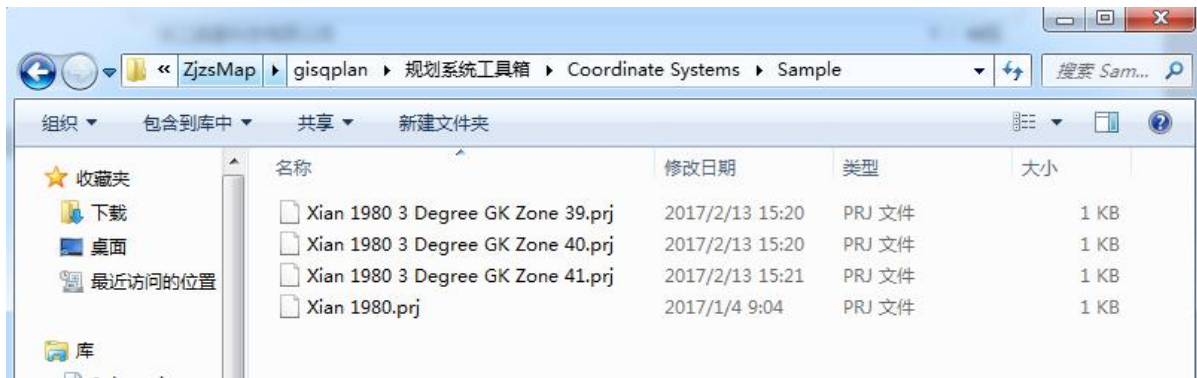 « ZjzsMap ▸ gisqplan ▸ 规划系统工具箱 ▸ Coordinate Systems ▸ Sample
搜索 Sam...
组织 包含到库中 共享 新建文件夹
名称 修改日期 类型 大小
收藏夹
下载
桌面
最近访问的位置
库
Xian 1980 3 Degree GK Zone 39.prj 2017/2/13 15:20 PRJ 文件 1 KB
Xian 1980 3 Degree GK Zone 40.prj 2017/2/13 15:20 PRJ 文件 1 KB
Xian 1980 3 Degree GK Zone 41.prj 2017/2/13 15:21 PRJ 文件 1 KB
Xian 1980.prj 2017/1/4 9:04 PRJ 文件 1 KB